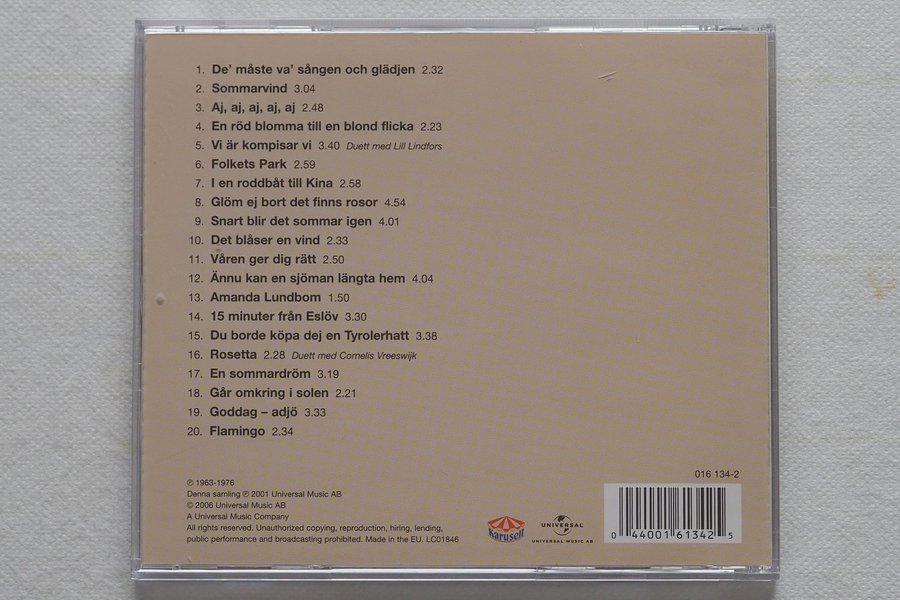 1. De' måste va' sången och glädjen 2.32
2. Sommarvind 3.04
3. Aj, aj, aj, aj, aj 2.48
4. En röd blomma till en blond flicka 2.23
5. Vi är kompisar vi 3.40 Duett med Lill Lindfors
6. Folkets Park 2.59
7. I en roddbåt till Kina 2.58
8. Glöm ej bort det finns rosor 4.54
9. Snart blir det sommar igen 4.01
10. Det blåser en vind 2.33
11. Våren ger dig rätt 2.50
12. Ännu kan en sjöman längta hem 4.04
13. Amanda Lundbom 1.50
14. 15 minuter från Eslöv 3.30
15. Du borde köpa dej en Tyrolerhatt 3.38
16. Rosetta 2.28 Duett med Cornelis Vreeswijk
17. En sommardröm 3.19
18. Går omkring i solen 2.21
19. Goddag – adjö 3.33
20. Flamingo 2.34
℗ 1963-1976
Denna samling ℗ 2001 Universal Music AB
© 2006 Universal Music AB
A Universal Music Company
All rights reserved. Unauthorized copying, reproduction, hiring, lending,
public performance and broadcasting prohibited. Made in the EU. LC01846
Karusell
UNIVERSAL
UNIVERSAL MUSIC AB
016 134-2
0 44001 61342 5